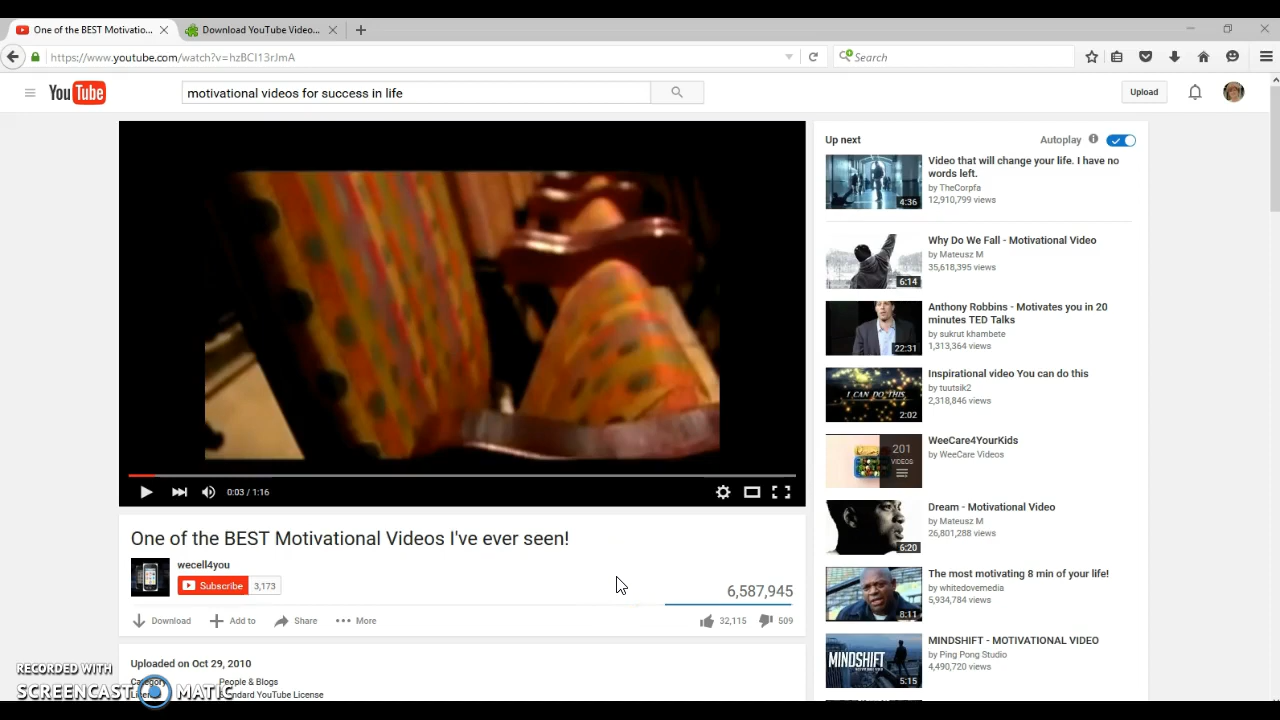 One of the BEST Motivatio...
Download YouTube Video...
https://www.youtube.com/watch?v=hzBCI13rJmA
Search
YouTube
motivational videos for success in life
Upload
Up next
Autoplay
Video that will change your life. I have no
words left.
by TheCorpfa
12,910,799 views
4:36
Why Do We Fall - Motivational Video
by Mateusz M
35,618,395 views
6:14
Anthony Robbins - Motivates you in 20
minutes TED Talks
by sukrut khambete
1,313,364 views
22:31
Inspirational video You can do this
by tuutsik2
2,318,846 views
I CAN DO THIS
2:02
WeeCare4YourKids
by WeeCare Videos
201
VIDEOS
Dream - Motivational Video
by Mateusz M
26,801,288 views
6:20
The most motivating 8 min of your life!
by whitedovemedia
5,934,784 views
8:11
MINDSHIFT - MOTIVATIONAL VIDEO
by Ping Pong Studio
4,490,720 views
MINDSHIFT
5:15
0:03 / 1:16
One of the BEST Motivational Videos I've ever seen!
wecell4you
Subscribe 3,173
6,587,945
Download Add to Share More
32,115 509
Uploaded on Oct 29, 2010
People & Blogs
Standard YouTube License
RECORDED WITH
SCREENCAST MATIC